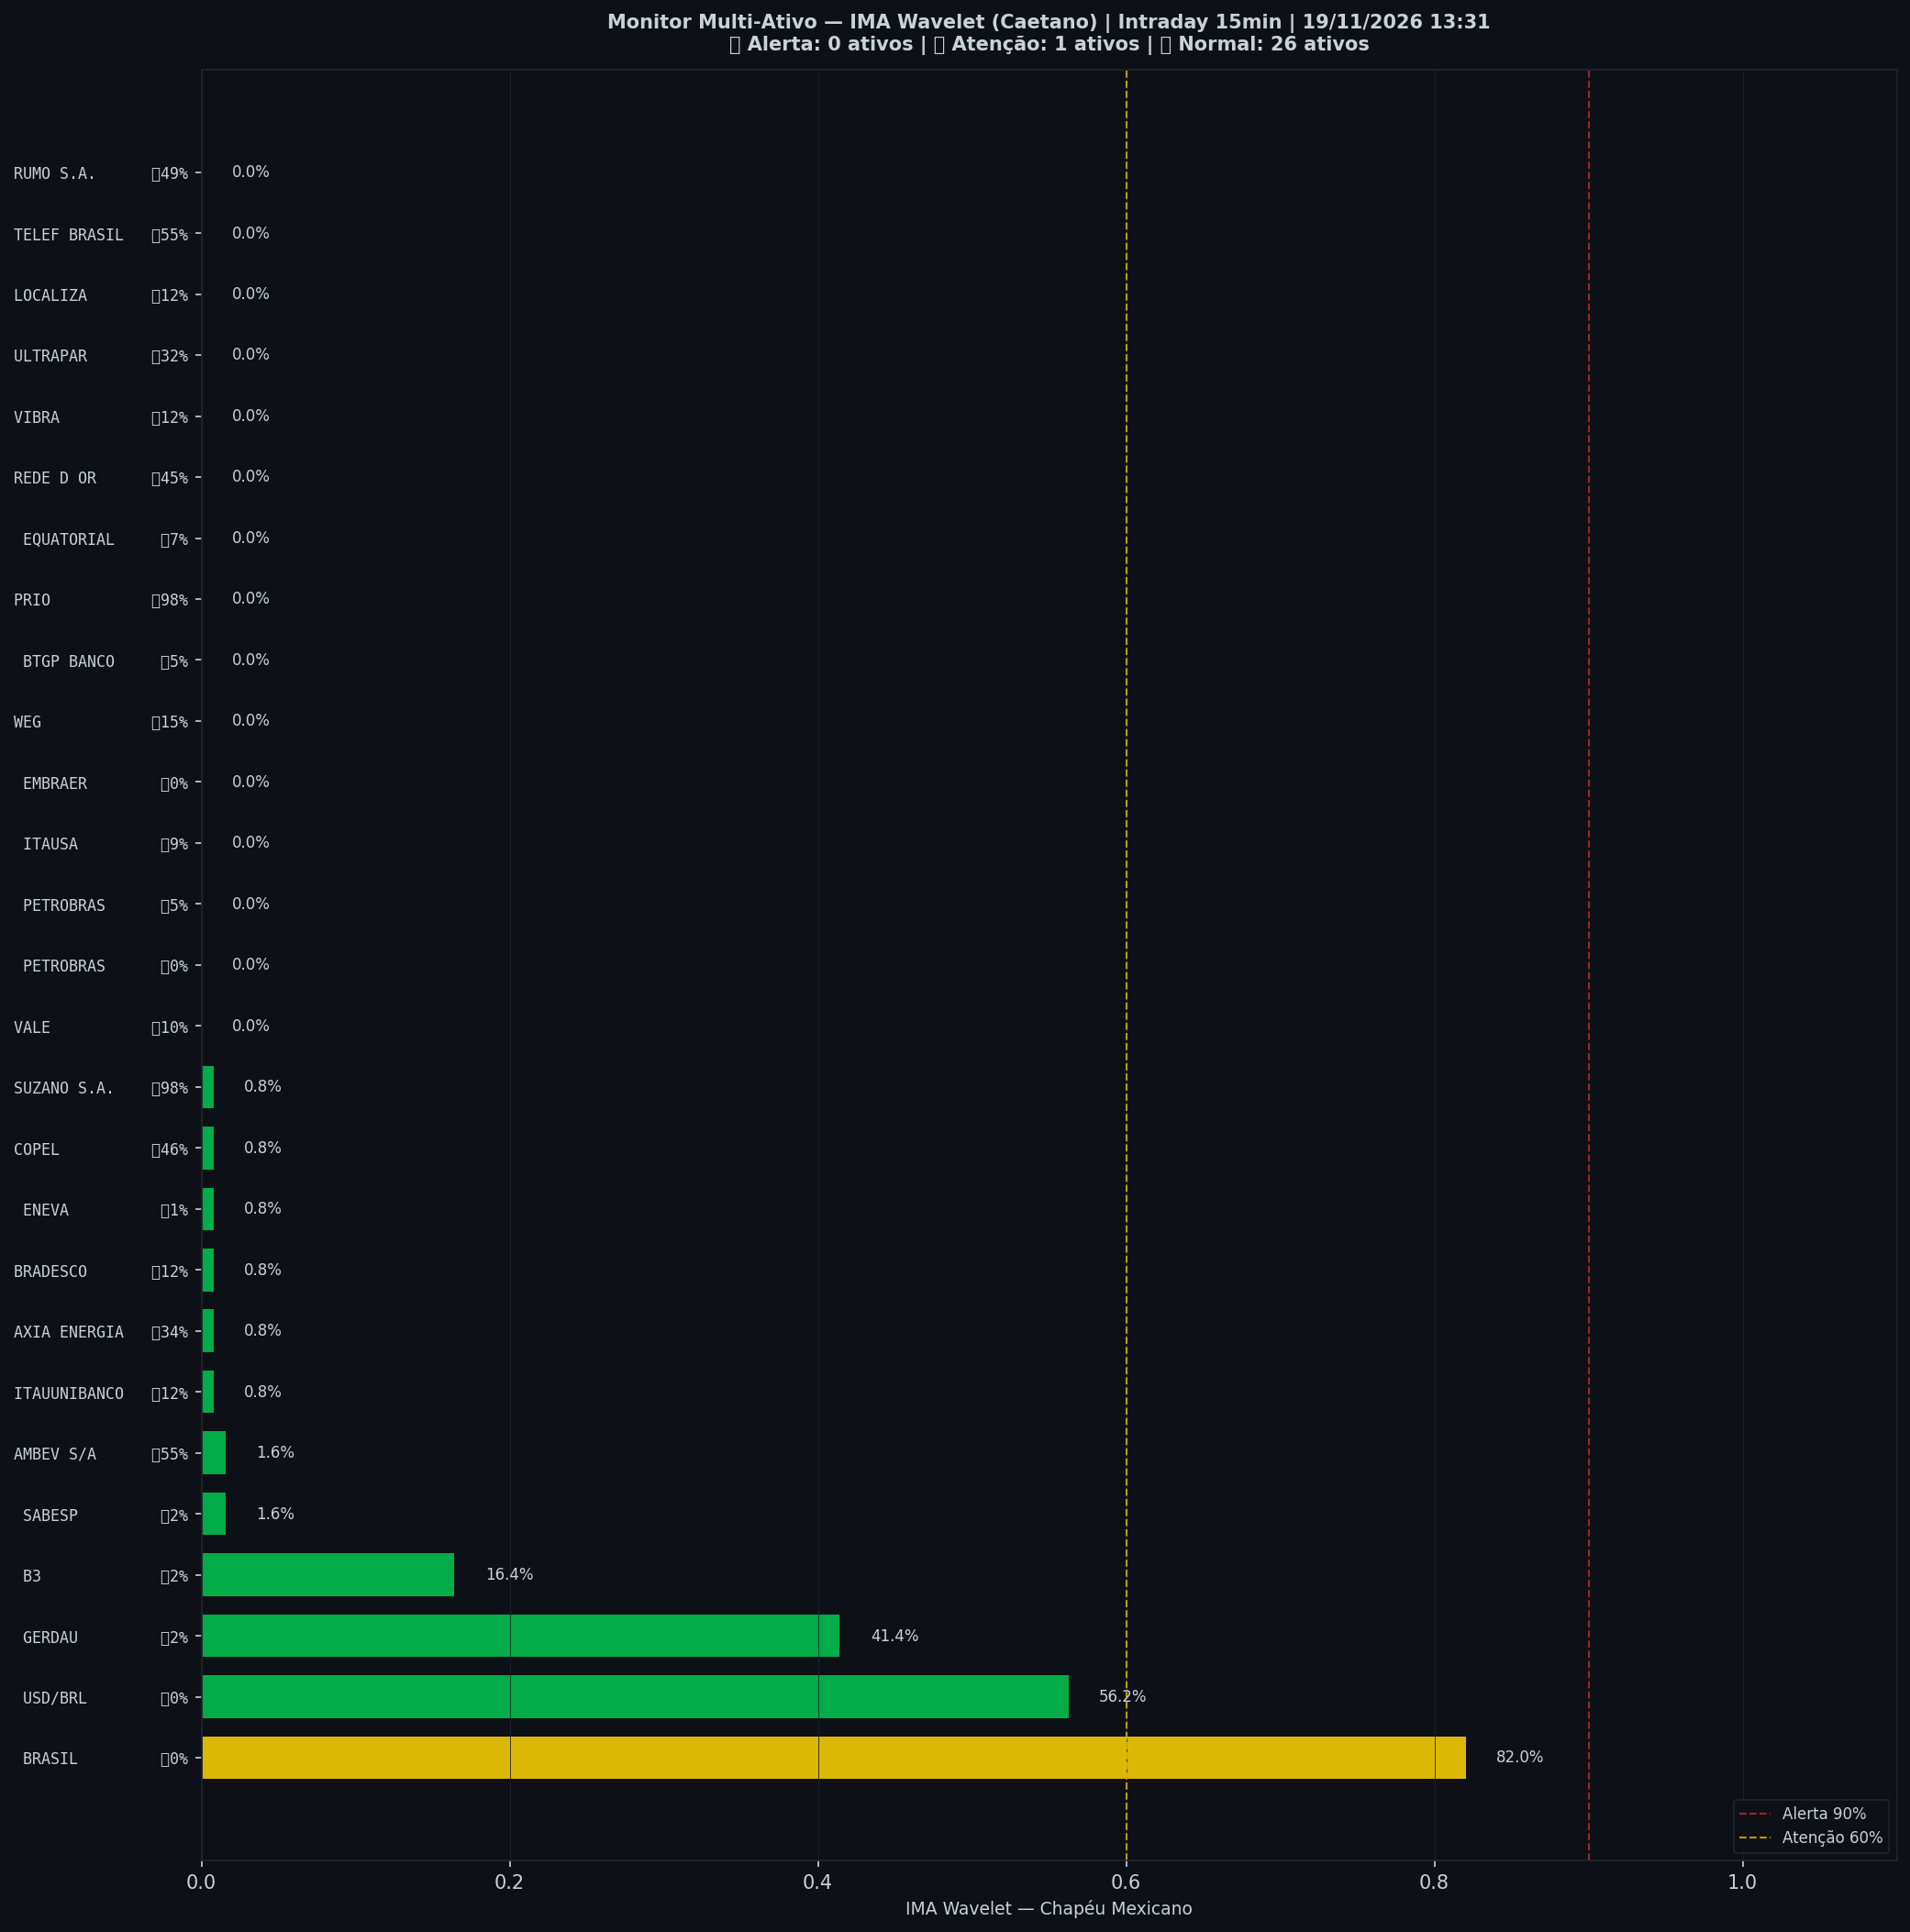 Monitor Multi-Ativo — IMA Wavelet (Caetano) | Intraday 15min | 19/11/2026 13:31
Alerta: 0 ativos | Atenção: 1 ativos | Normal: 26 ativos
RUMO S.A. 49% 0.0%
TELEF BRASIL 55% 0.0%
LOCALIZA 12% 0.0%
ULTRAPAR 32% 0.0%
VIBRA 12% 0.0%
REDE D OR 45% 0.0%
EQUATORIAL 7% 0.0%
PRIO 98% 0.0%
BTGP BANCO 5% 0.0%
WEG 15% 0.0%
EMBRAER 0% 0.0%
ITAUSA 9% 0.0%
PETROBRAS 5% 0.0%
PETROBRAS 0% 0.0%
VALE 10% 0.0%
SUZANO S.A. 98% 0.8%
COPEL 46% 0.8%
ENEVA 1% 0.8%
BRADESCO 12% 0.8%
AXIA ENERGIA 34% 0.8%
ITAUUNIBANCO 12% 0.8%
AMBEV S/A 55% 1.6%
SABESP 2% 1.6%
B3 2% 16.4%
GERDAU 2% 41.4%
USD/BRL 0% 56.2%
BRASIL 0% 82.0%
Alerta 90%
Atenção 60%
0.0 0.2 0.4 0.6 0.8 1.0
IMA Wavelet — Chapéu Mexicano